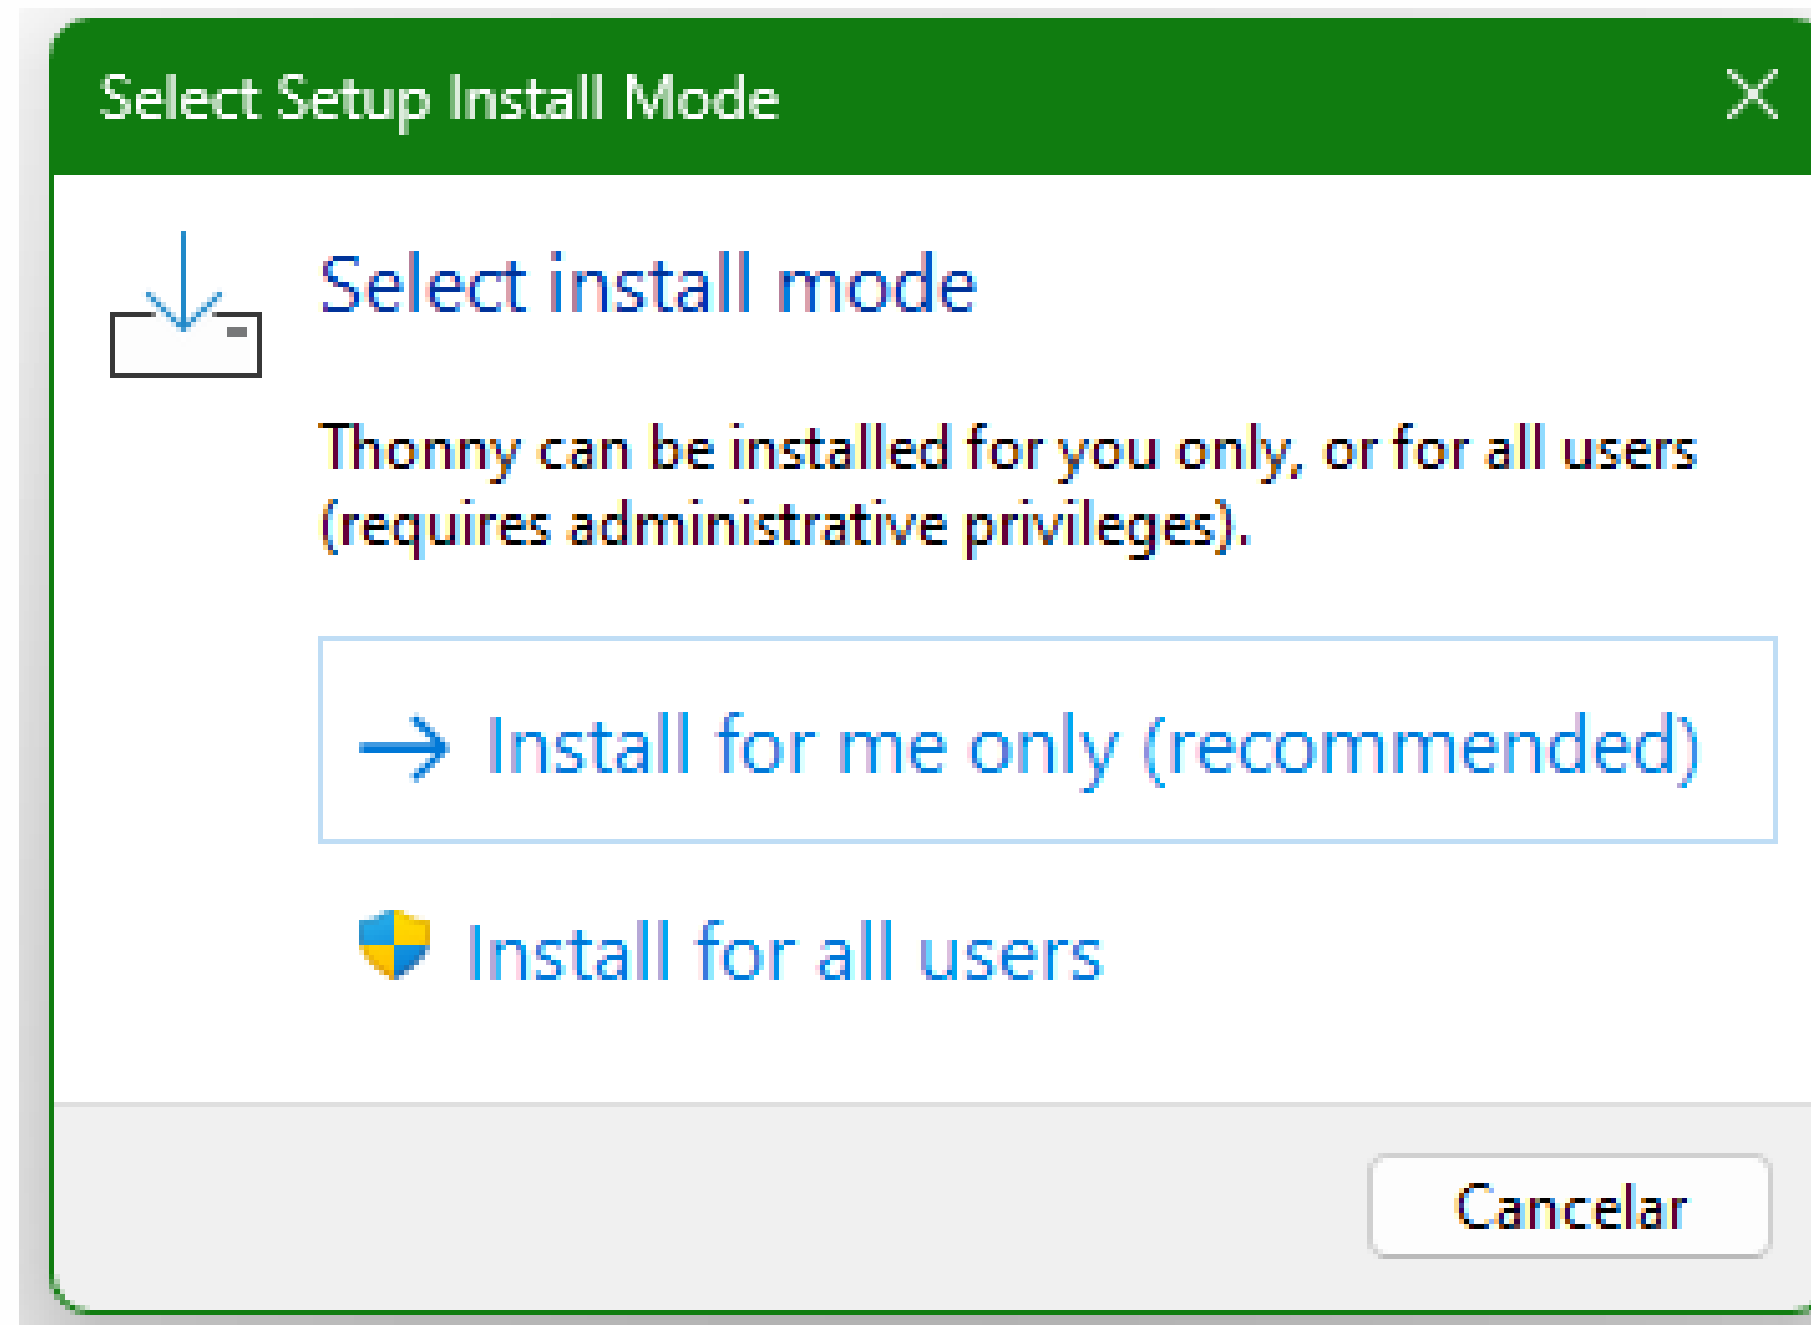 Select Setup Install Mode
Select install mode
Thonny can be installed for you only, or for all users
(requires administrative privileges).
Install for me only (recommended)
Install for all users
Cancelar